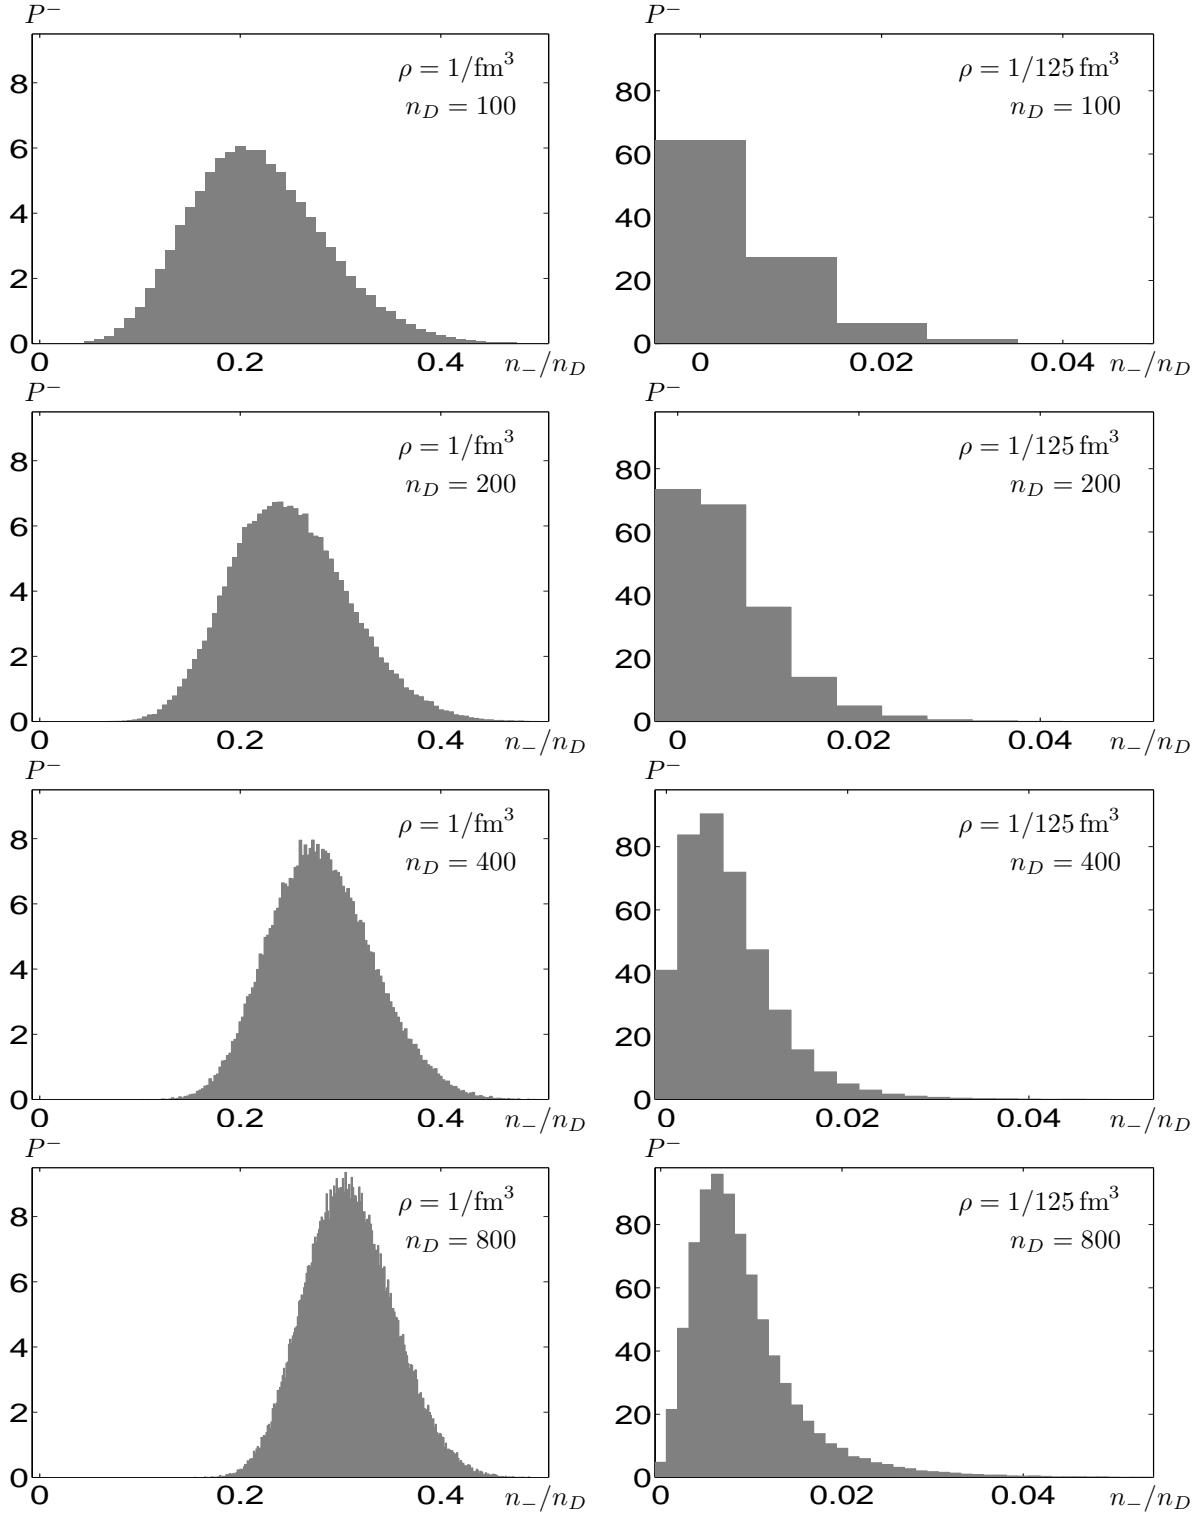 P⁻
ρ = 1/fm³
n_D = 100
8
6
4
2
0
0 0.2 0.4 n₋/n_D
P⁻
ρ = 1/125 fm³
n_D = 100
80
60
40
20
0
0 0.02 0.04 n₋/n_D
P⁻
ρ = 1/fm³
n_D = 200
8
6
4
2
0
0 0.2 0.4 n₋/n_D
P⁻
ρ = 1/125 fm³
n_D = 200
80
60
40
20
0
0 0.02 0.04 n₋/n_D
P⁻
ρ = 1/fm³
n_D = 400
8
6
4
2
0
0 0.2 0.4 n₋/n_D
P⁻
ρ = 1/125 fm³
n_D = 400
80
60
40
20
0
0 0.02 0.04 n₋/n_D
P⁻
ρ = 1/fm³
n_D = 800
8
6
4
2
0
0 0.2 0.4 n₋/n_D
P⁻
ρ = 1/125 fm³
n_D = 800
80
60
40
20
0
0 0.02 0.04 n₋/n_D